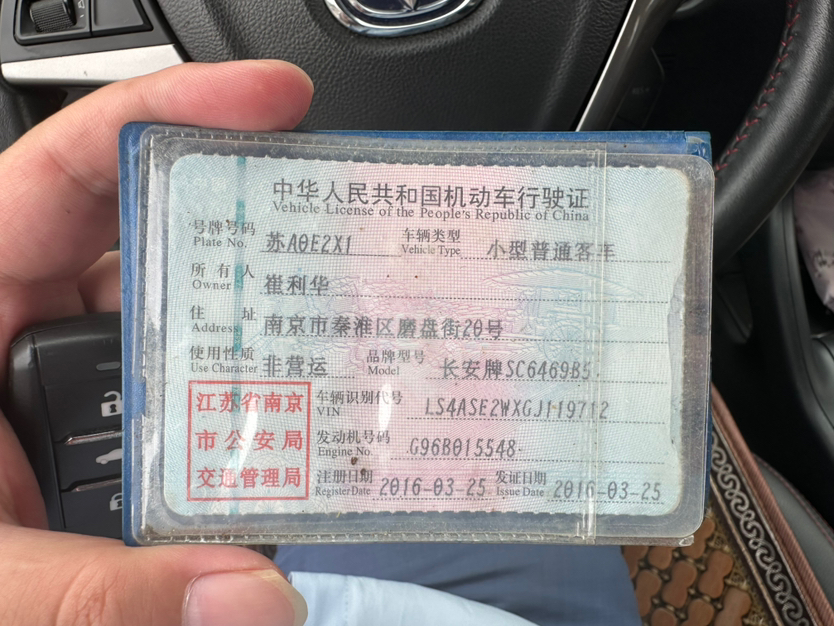 中华人民共和国机动车行驶证
Vehicle License of the People's Republic of China
号牌号码 苏A0E2X1 车辆类型 小型普通客车
Plate No. Vehicle Type
所有人 崔利华
Owner
住址 南京市秦淮区磨盘街20号
Address
使用性质 非营运 品牌型号 长安牌SC6469B5
Use Character Model
江苏省南京
市公安局
交通管理局
车辆识别代号 LS4ASE2WXGJ119712
VIN
发动机号码 G96B015548
Engine No.
注册日期 2016-03-25 发证日期 2016-03-25
Register Date Issue Date